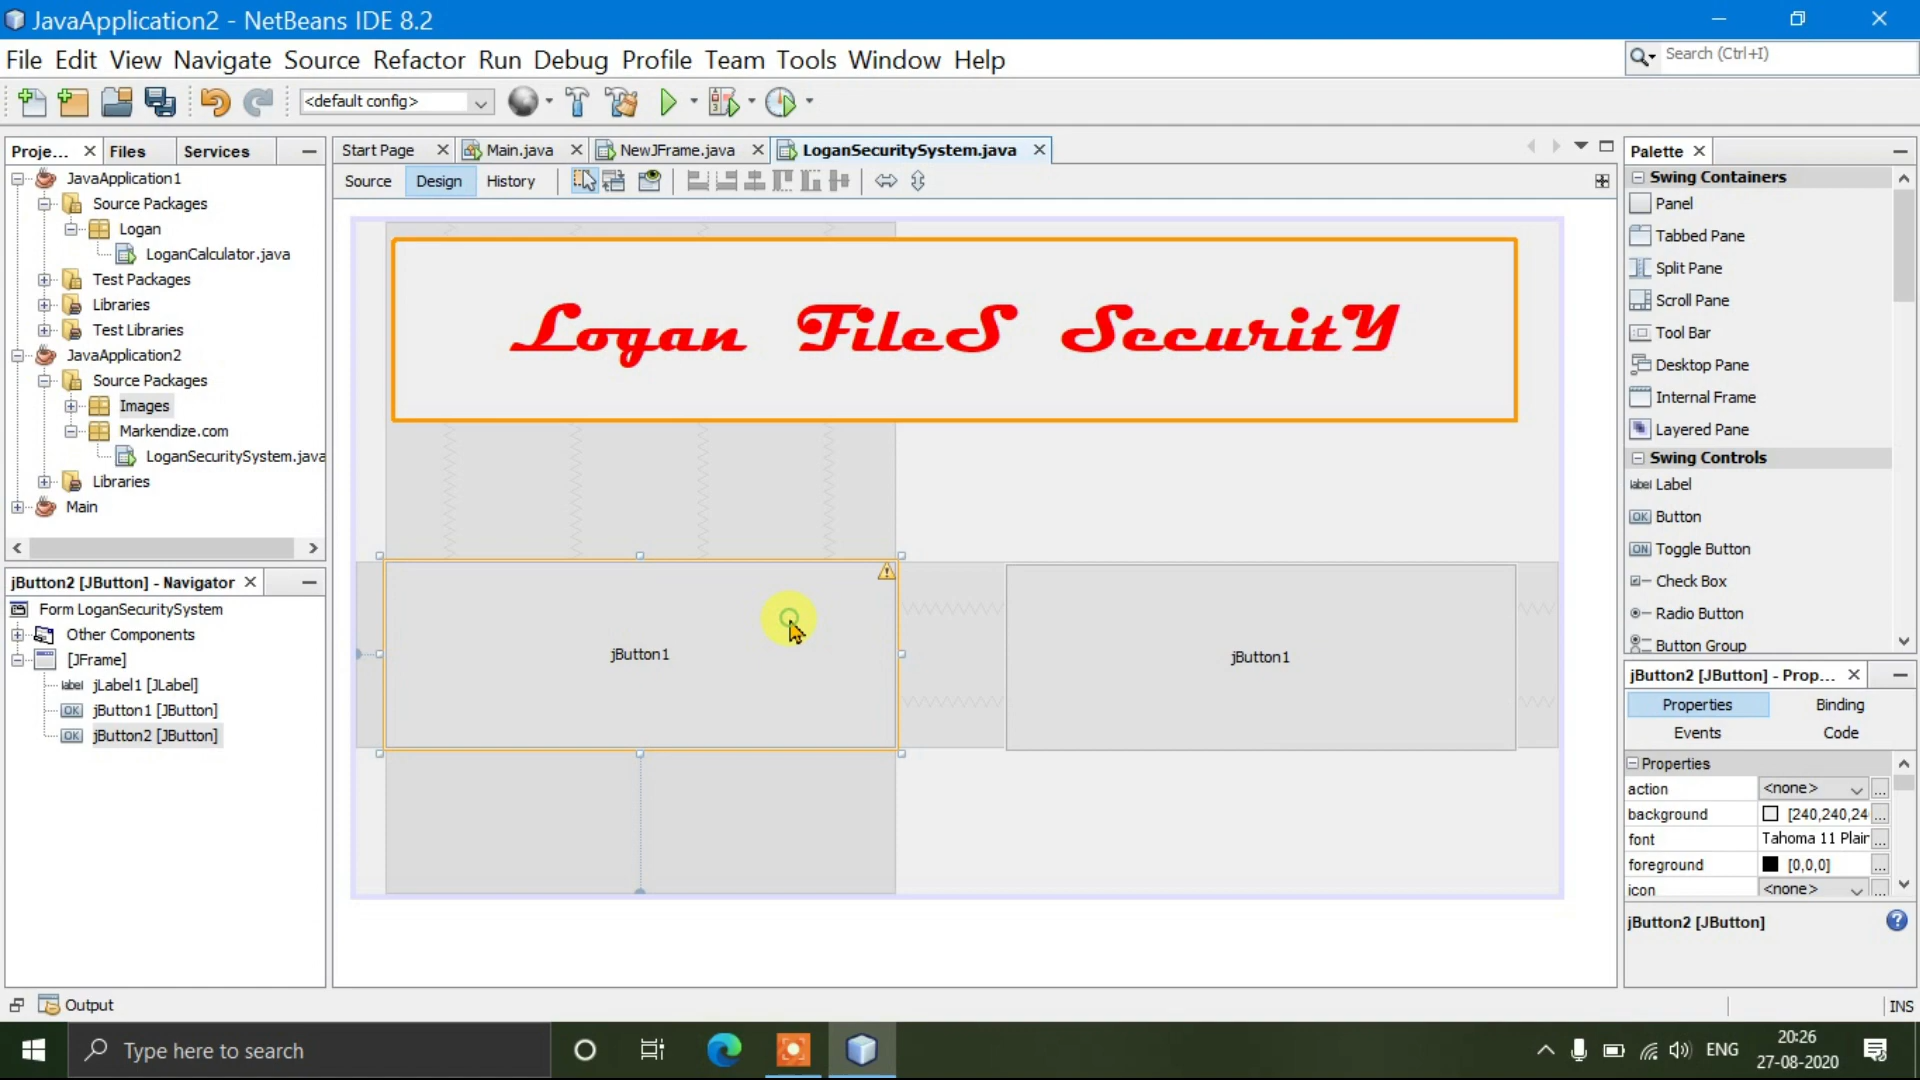 JavaApplication2 - NetBeans IDE 8.2
File Edit View Navigate Source Refactor Run Debug Profile Team Tools Window Help
Search (Ctrl+I)
<default config>
Proje... Files Services
Start Page Main.java NewJFrame.java LoganSecuritySystem.java
Palette
Source Design History
JavaApplication1
Source Packages
Logan
LoganCalculator.java
Test Packages
Libraries
Test Libraries
JavaApplication2
Source Packages
Images
Markendize.com
LoganSecuritySystem.java
Libraries
Main
jButton2 [JButton] - Navigator
Form LoganSecuritySystem
Other Components
[JFrame]
label jLabel1 [JLabel]
OK jButton1 [JButton]
OK jButton2 [JButton]
Logan FileS SecuritY
jButton1
jButton1
Swing Containers
Panel
Tabbed Pane
Split Pane
Scroll Pane
Tool Bar
Desktop Pane
Internal Frame
Layered Pane
Swing Controls
label Label
OK Button
ON Toggle Button
Check Box
Radio Button
Button Group
jButton2 [JButton] - Prop...
Properties Binding
Events Code
Properties
action <none> ...
background [240,240,24 ...
font Tahoma 11 Plain ...
foreground [0,0,0] ...
icon <none> ...
jButton2 [JButton]
Output
INS
Type here to search
ENG
20:26
27-08-2020